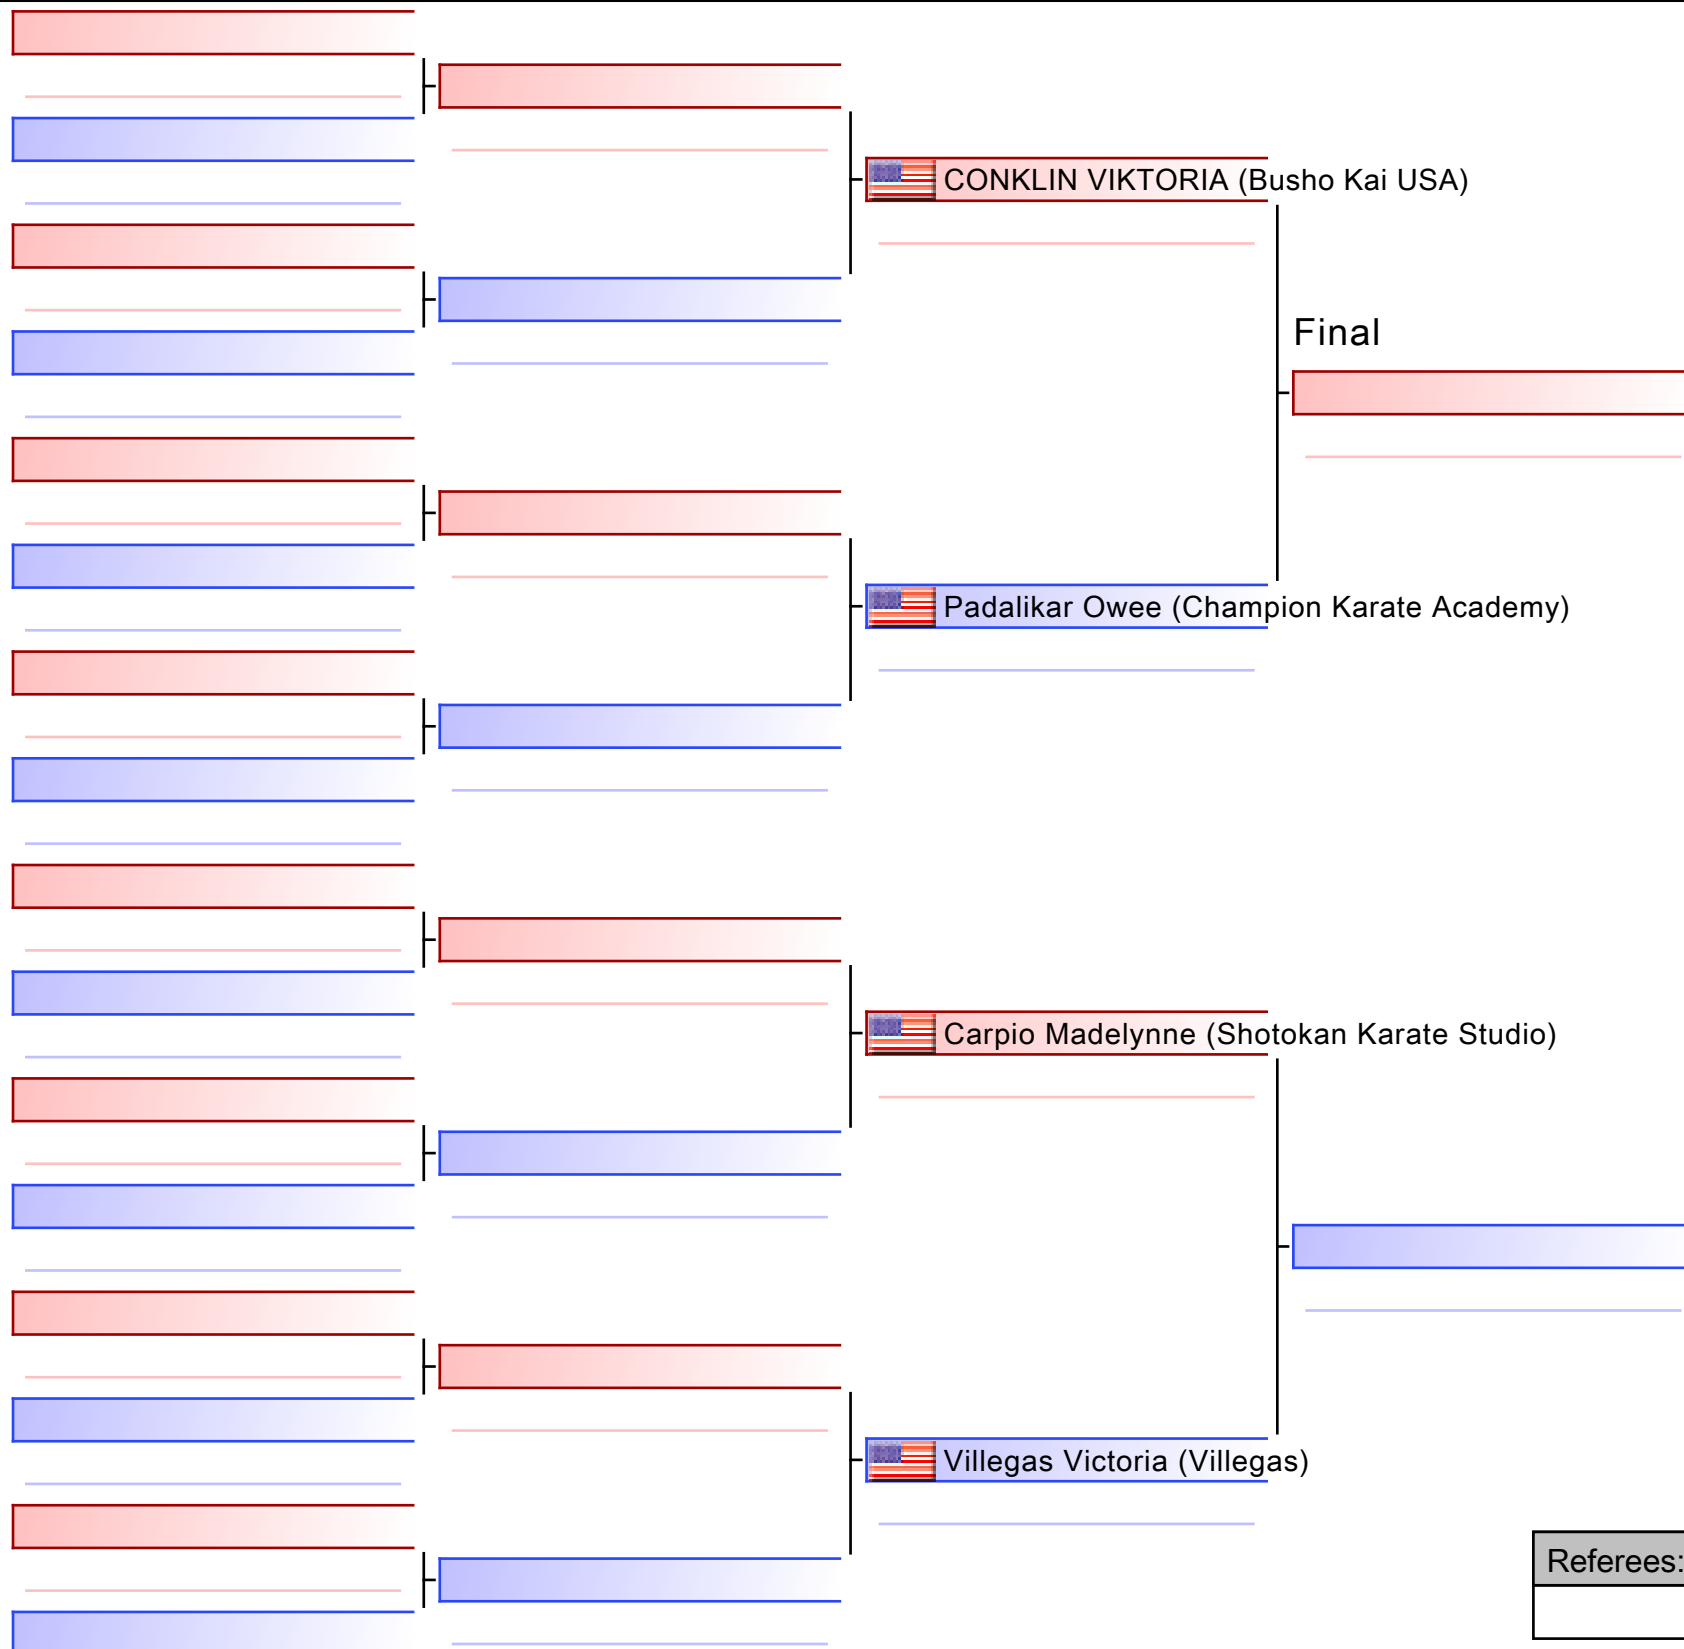 CONKLIN VIKTORIA (Busho Kai USA)
Final
Padalikar Owee (Champion Karate Academy)
Carpio Madelynne (Shotokan Karate Studio)
Villegas Victoria (Villegas)
Referees: